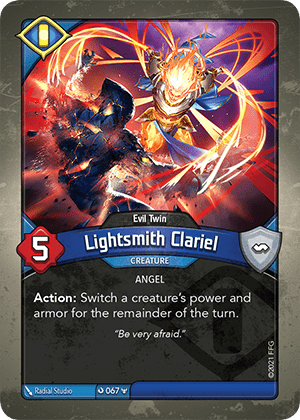 Evil Twin
Lightsmith Clariel
5
CREATURE
ANGEL
Action: Switch a creature's power and
armor for the remainder of the turn.
"Be very afraid."
Radial Studio
067
©2021 FFG